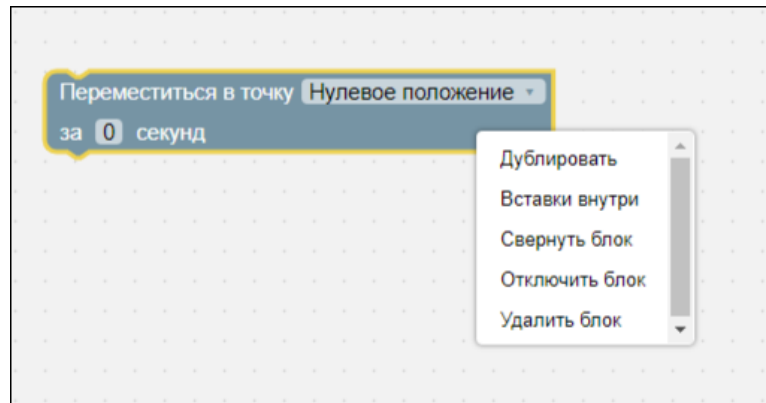 Переместиться в точку Нулевое положение
за 0 секунд
Дублировать
Вставки внутри
Свернуть блок
Отключить блок
Удалить блок